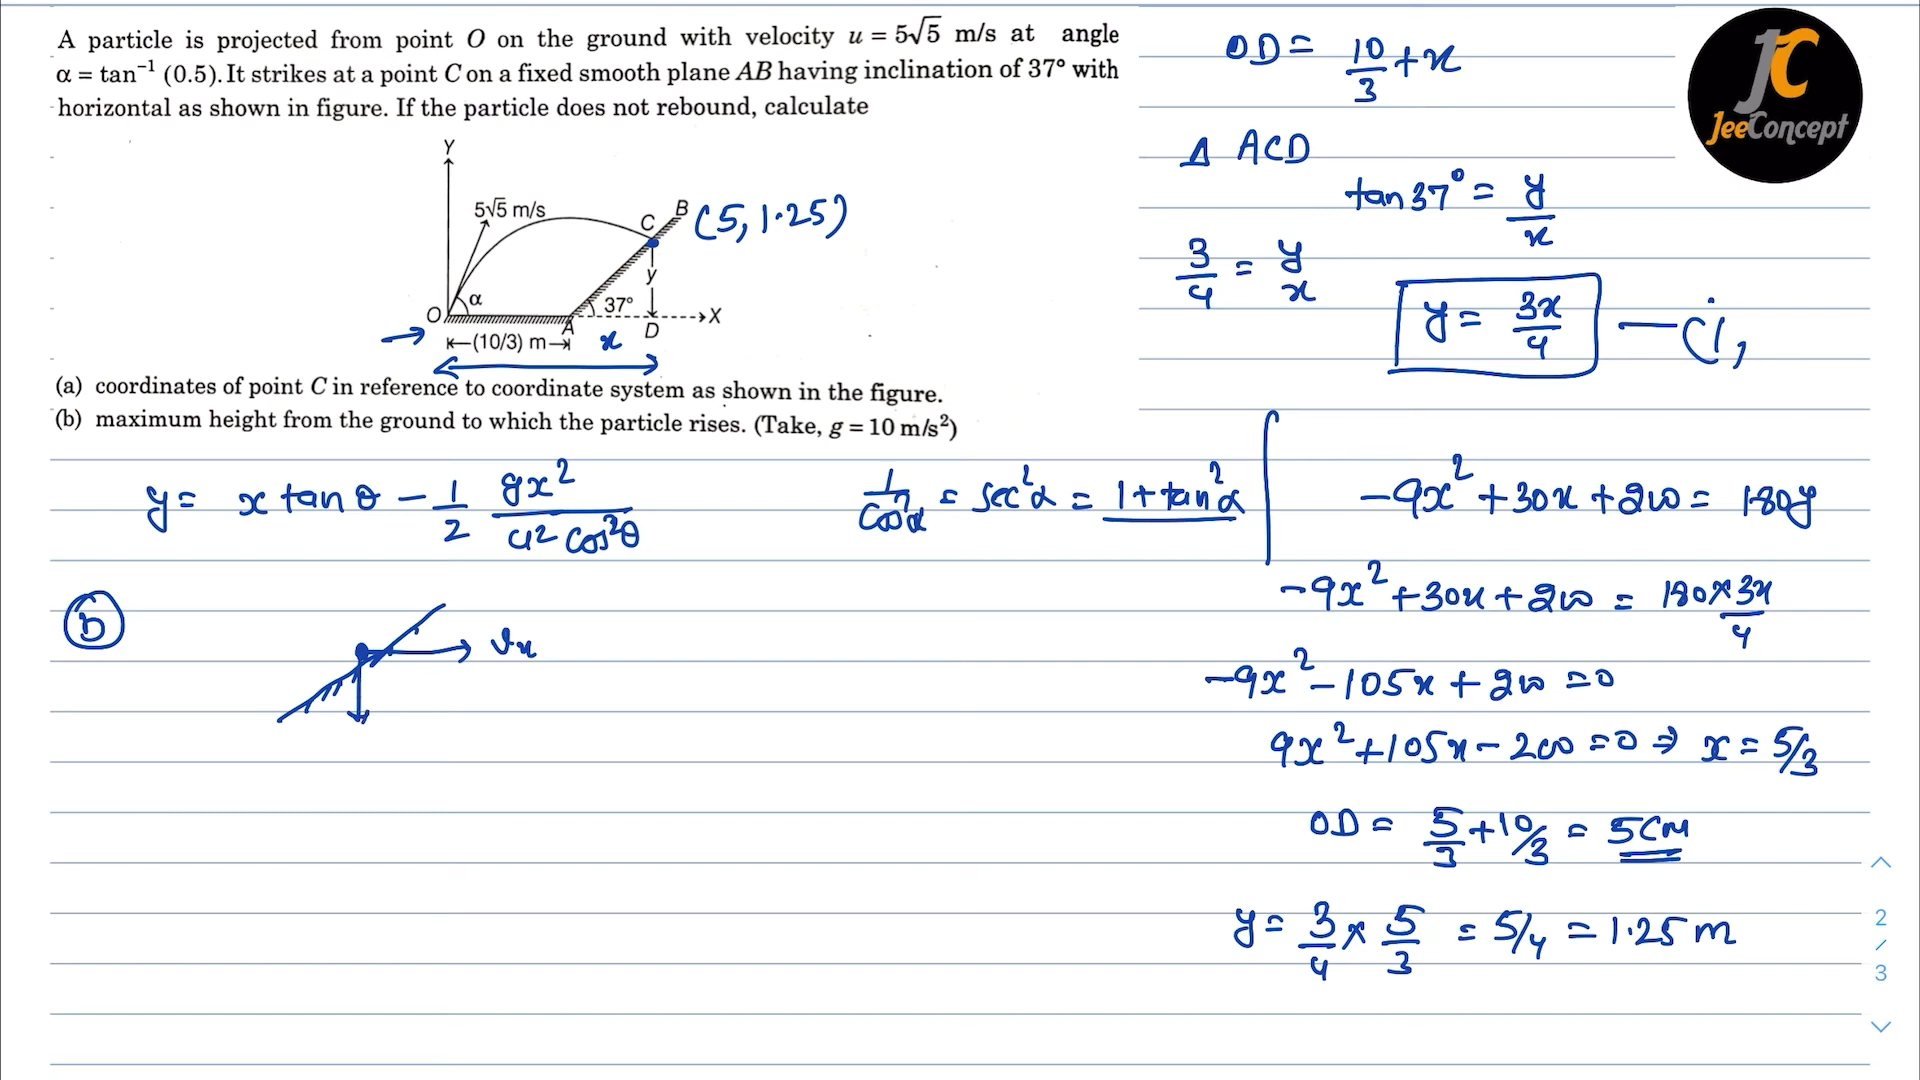 A particle is projected from point O on the ground with velocity u = 5√5 m/s at angle
α = tan⁻¹ (0.5). It strikes at a point C on a fixed smooth plane AB having inclination of 37° with
horizontal as shown in figure. If the particle does not rebound, calculate
Y
5√5 m/s
C
B
(5, 1.25)
y
α
37°
O
A
D
X
(10/3) m
x
(a) coordinates of point C in reference to coordinate system as shown in the figure.
(b) maximum height from the ground to which the particle rises. (Take, g = 10 m/s²)
y = x tan θ - 1/2 gx²/u² cos²θ
1/cos²α = sec²α = 1 + tan²α
b
vx
OD = 10/3 + x
Δ ACD
tan 37° = y/x
3/4 = y/x
y = 3x/4 — (i,
-9x² + 30x + 200 = 180y
-9x² + 30x + 200 = 180 × 3x/4
-9x² - 105x + 200 = 0
9x² + 105x - 200 = 0 ⇒ x = 5/3
OD = 5/3 + 10/3 = 5 cm
y = 3/4 × 5/3 = 5/4 = 1.25 m
JC
JeeConcept
2
/
3